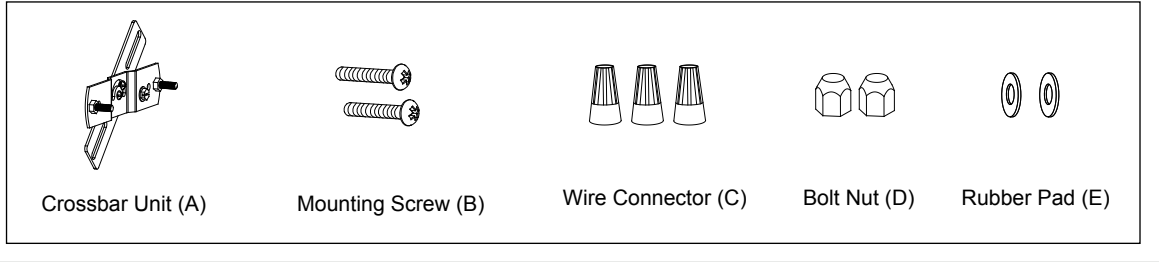 Crossbar Unit (A)
Mounting Screw (B)
Wire Connector (C)
Bolt Nut (D)
Rubber Pad (E)